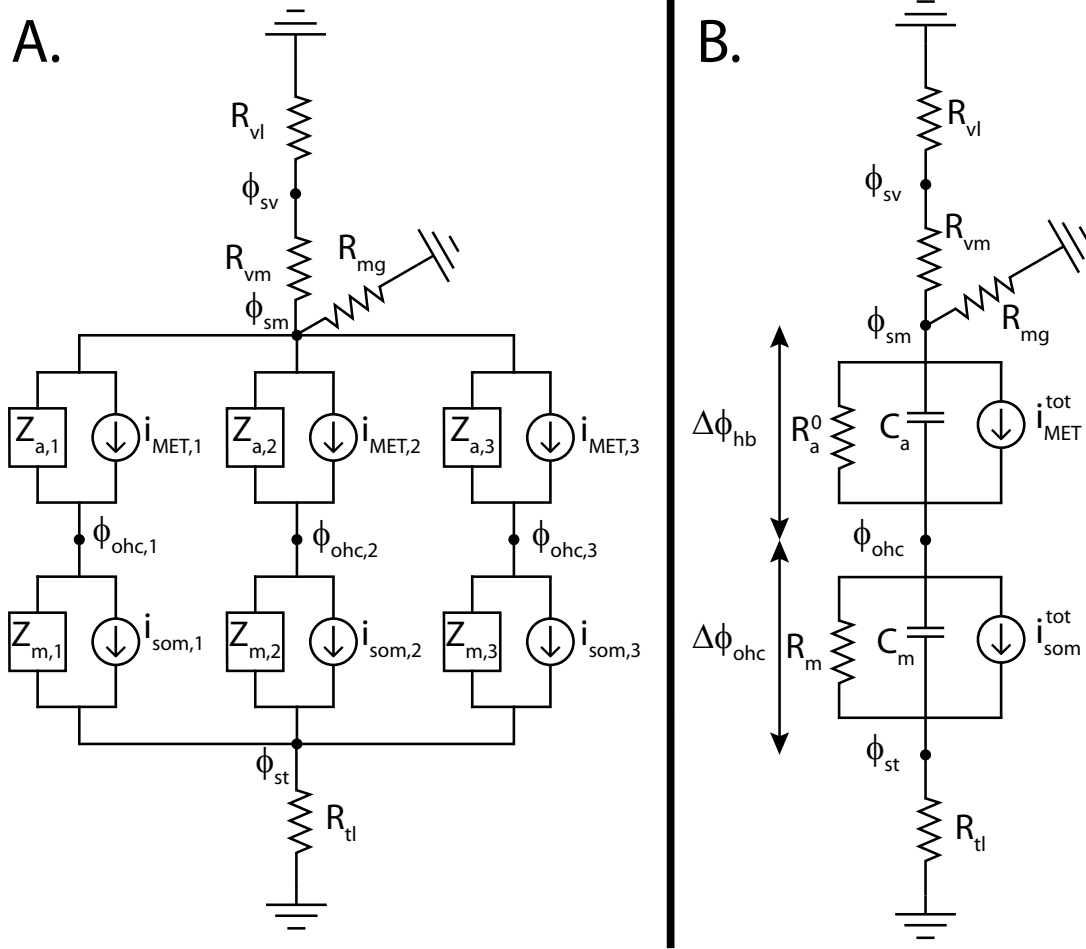 A.
R_vl
ϕ_sv
R_vm
R_mg
ϕ_sm
Z_a,1
i_MET,1
Z_a,2
i_MET,2
Z_a,3
i_MET,3
ϕ_ohc,1
ϕ_ohc,2
ϕ_ohc,3
Z_m,1
i_som,1
Z_m,2
i_som,2
Z_m,3
i_som,3
ϕ_st
R_tl
B.
R_vl
ϕ_sv
R_vm
ϕ_sm
R_mg
Δϕ_hb
R_a^0
C_a
i_MET^tot
ϕ_ohc
Δϕ_ohc
R_m
C_m
i_som^tot
ϕ_st
R_tl